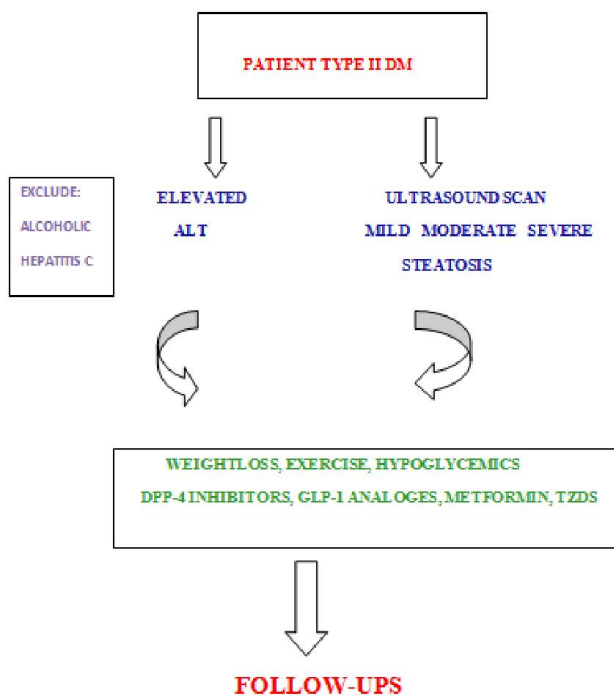 PATIENT TYPE II DM
EXCLUDE:
ALCOHOLIC
HEPATITIS C
ELEVATED
ALT
ULTRASOUND SCAN
MILD MODERATE SEVERE
STEATOSIS
WEIGHTLOSS, EXERCISE, HYPOGLYCEMICS
DPP-4 INHIBITORS, GLP-1 ANALOGES, METFORMIN, TZDS
FOLLOW-UPS